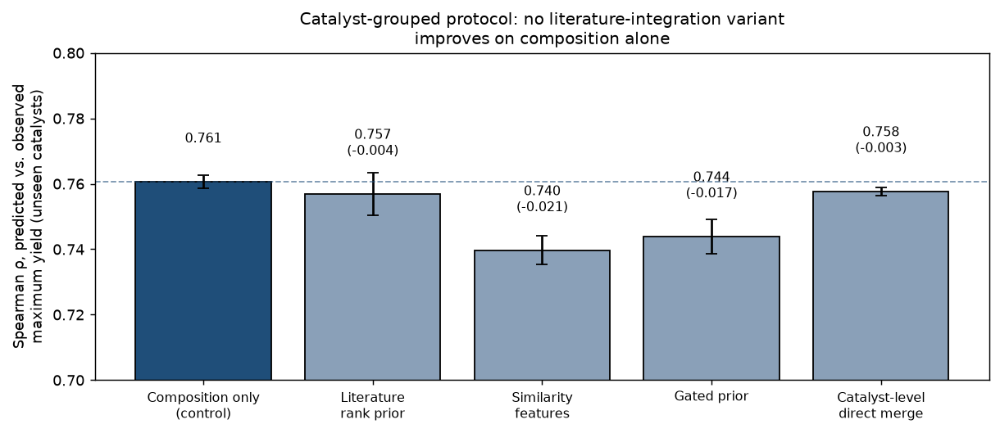 Catalyst-grouped protocol: no literature-integration variant
improves on composition alone
Spearman ρ, predicted vs. observed
maximum yield (unseen catalysts)
0.80
0.78
0.76
0.74
0.72
0.70
0.761
0.757
(-0.004)
0.740
(-0.021)
0.744
(-0.017)
0.758
(-0.003)
Composition only
(control)
Literature
rank prior
Similarity
features
Gated prior
Catalyst-level
direct merge